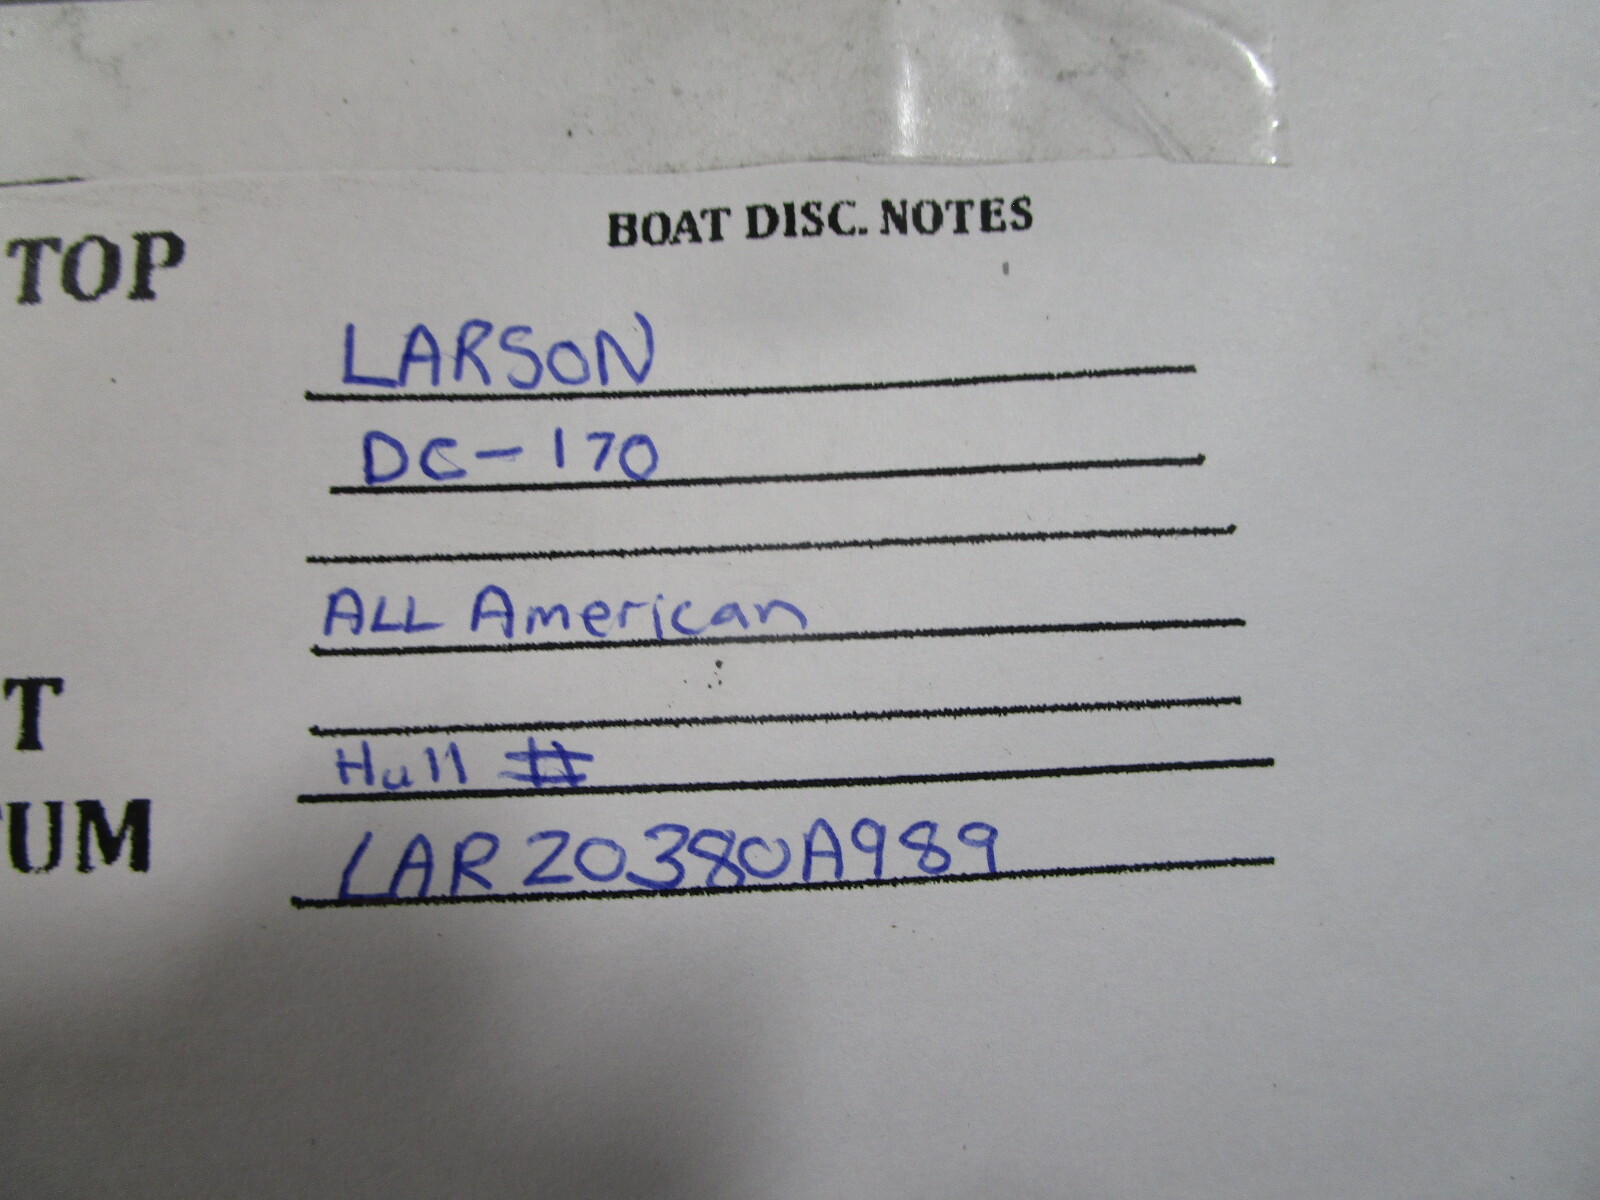 TOP
BOAT DISC. NOTES
LARSON
DC-170
ALL American
T
Hull #
UM
LAR20380A989